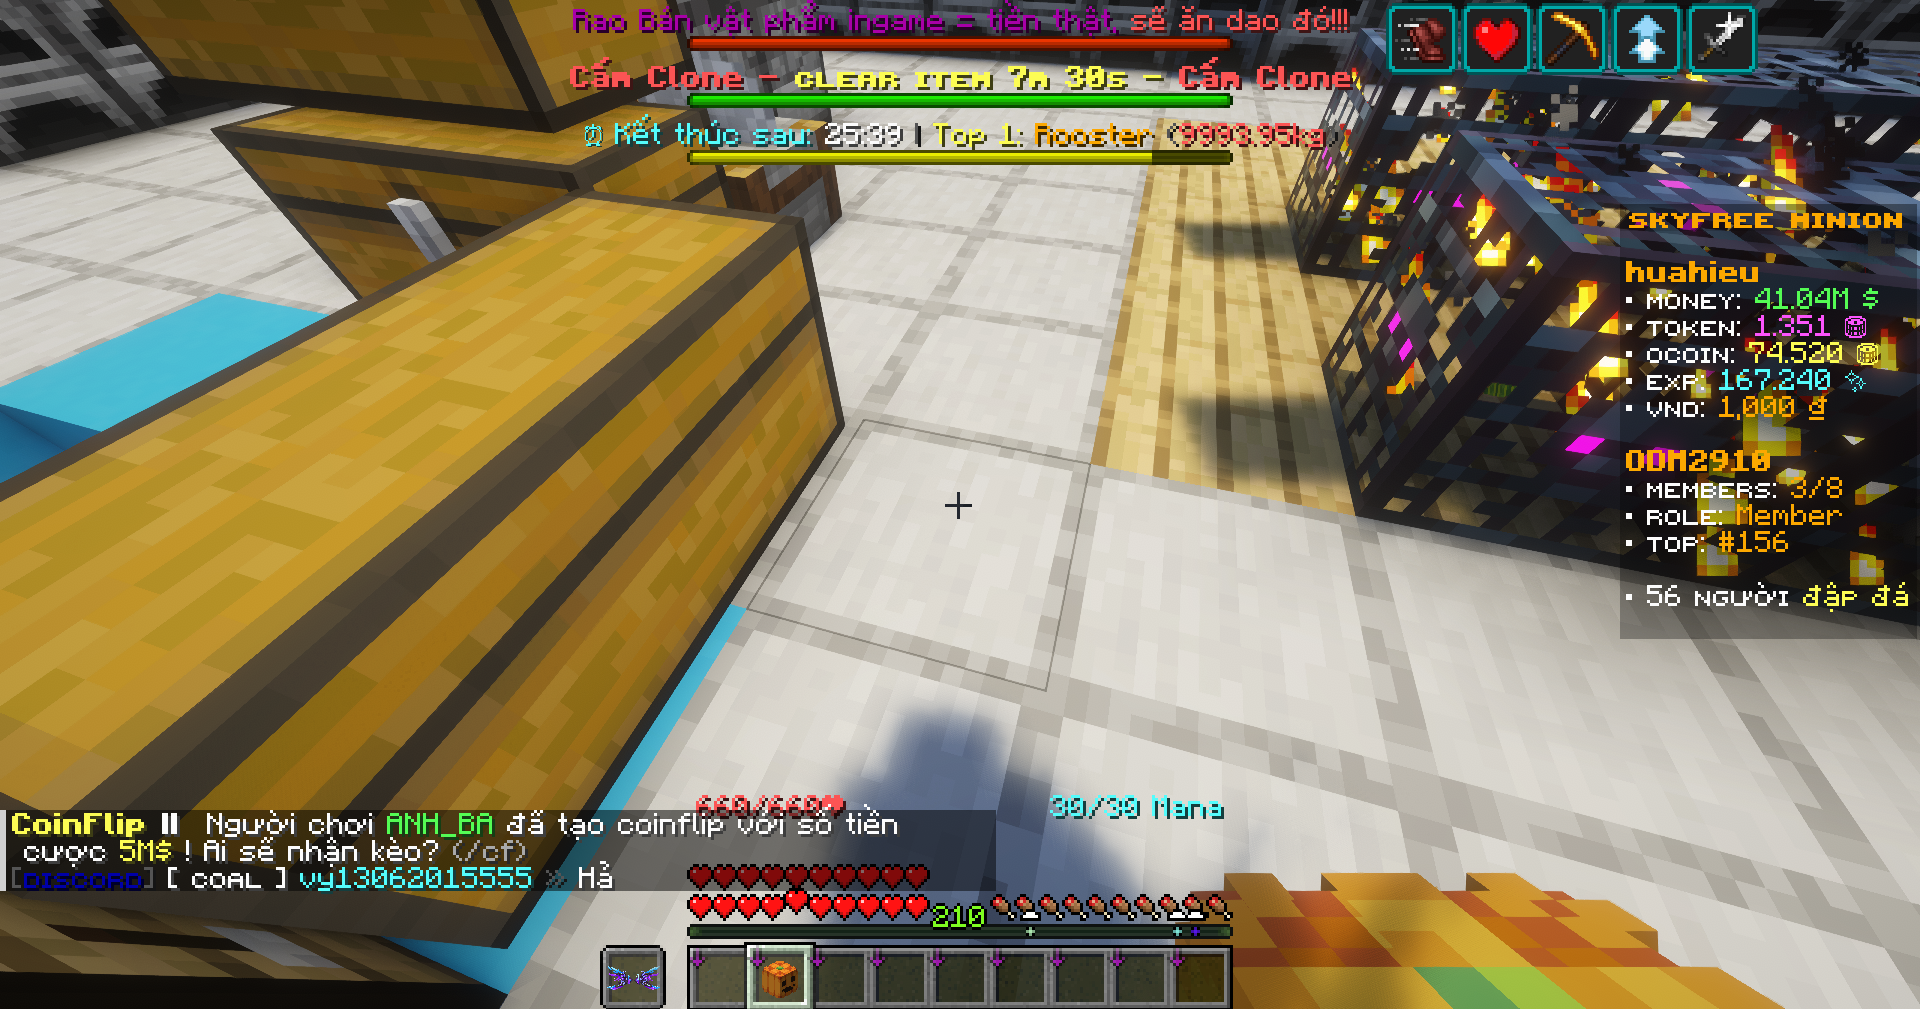 Rao Bán vật phẩm ingame = tiền thật, sẽ ăn dao đó!!!
Cấm Clone - CLEAR ITEM 7m 30s - Cấm Clone
Kết thúc sau: 25:39 | Top 1: Rooster (9993.95kg)
SKYFREE MINION
huahieu
▪ MONEY: 41.04M $
▪ TOKEN: 1.351
▪ OCOIN: 74.520
▪ EXP: 167.240
▪ VND: 1,000 ₫
ODM2910
▪ MEMBERS: 3/8
▪ ROLE: Member
▪ TOP: #156
▪ 56 NGƯỜI đập đá
660/660❤ 30/30 Mana
CoinFlip ⏸ Người chơi ANH_BA đã tạo coinflip với số tiền
cược 5M$ ! Ai sẽ nhận kèo? (/cf)
[DISCORD] [ COAL ] vy13062015555 » Hả
210